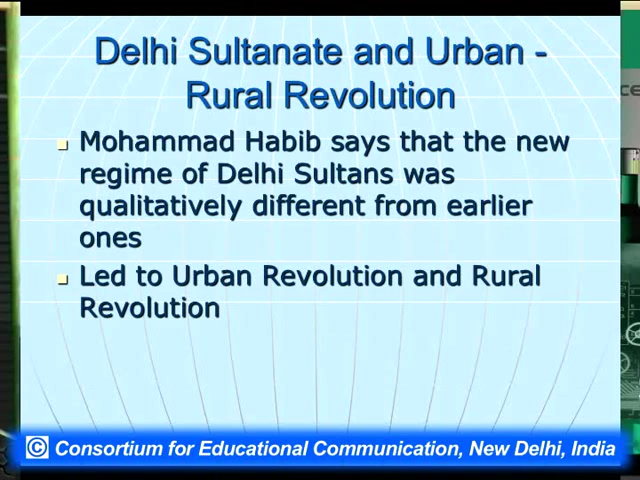 Delhi Sultanate and Urban -
Rural Revolution
Mohammad Habib says that the new
regime of Delhi Sultans was
qualitatively different from earlier
ones
Led to Urban Revolution and Rural
Revolution
© Consortium for Educational Communication, New Delhi, India